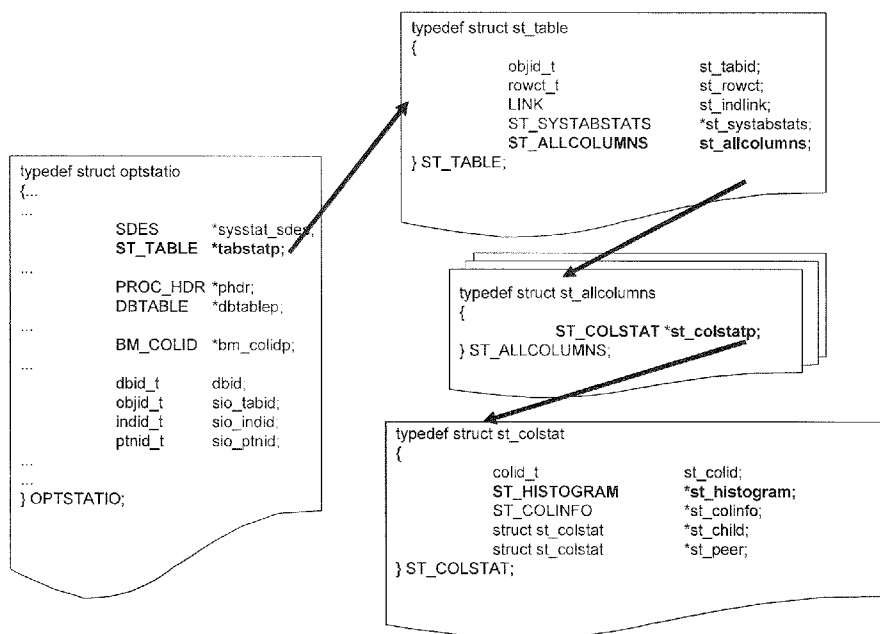 typedef struct optstatio
{...
...
SDES *sysstat_sdes;
ST_TABLE *tabstatp;
...
PROC_HDR *phdr;
DBTABLE *dbtablep;
...
BM_COLID *bm_colidp;
...
dbid_t dbid;
objid_t sio_tabid;
indid_t sio_indid;
ptnid_t sio_ptnid;
...
...
} OPTSTATIO;
typedef struct st_table
{
objid_t st_tabid;
rowct_t st_rowct;
LINK st_indlink;
ST_SYSTABSTATS *st_systabstats;
ST_ALLCOLUMNS st_allcolumns;
} ST_TABLE;
typedef struct st_allcolumns
{
ST_COLSTAT *st_colstatp;
} ST_ALLCOLUMNS;
typedef struct st_colstat
{
colid_t st_colid;
ST_HISTOGRAM *st_histogram;
ST_COLINFO *st_colinfo;
struct st_colstat *st_child;
struct st_colstat *st_peer;
} ST_COLSTAT;